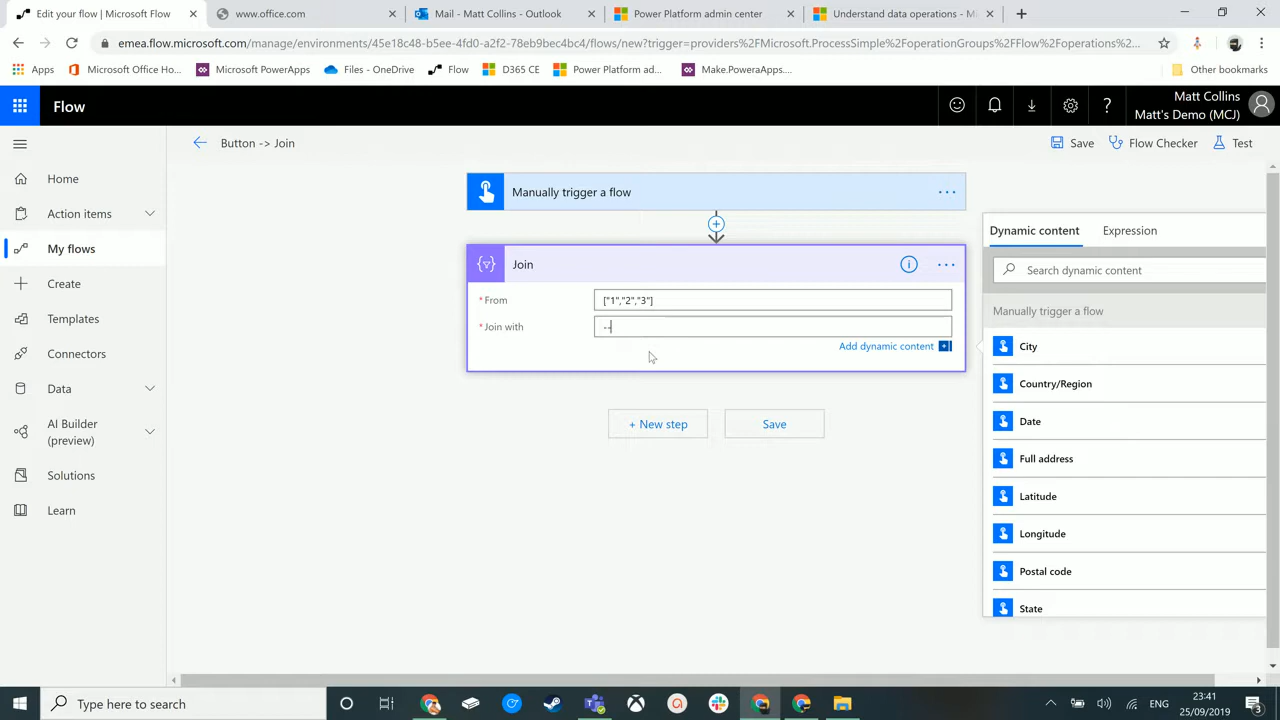 Edit your flow | Microsoft Flow
www.office.com
Mail - Matt Collins - Outlook
Power Platform admin center
Understand data operations - Mi
emea.flow.microsoft.com/manage/environments/45e18c48-b5ee-4fd0-a2f2-78d9bec4bc4/flows/new?trigger=providers%2FMicrosoft.ProcessSimple%2FoperationGroups%2FFlow%2Foperations%2...
Apps
Microsoft Office Ho...
Microsoft PowerApps
Files - OneDrive
Flow
D365 CE
Power Platform ad...
Make.PoweraApps....
Other bookmarks
Flow
?
Matt Collins
Matt's Demo (MCJ)
Button -> Join
Save
Flow Checker
Test
Home
Action items
My flows
Create
Templates
Connectors
Data
AI Builder
(preview)
Solutions
Learn
Manually trigger a flow
Join
* From
["1","2","3"]
* Join with
--
Add dynamic content
+ New step
Save
Dynamic content
Expression
Search dynamic content
Manually trigger a flow
City
Country/Region
Date
Full address
Latitude
Longitude
Postal code
State
Type here to search
ENG
23:41
25/09/2019
3